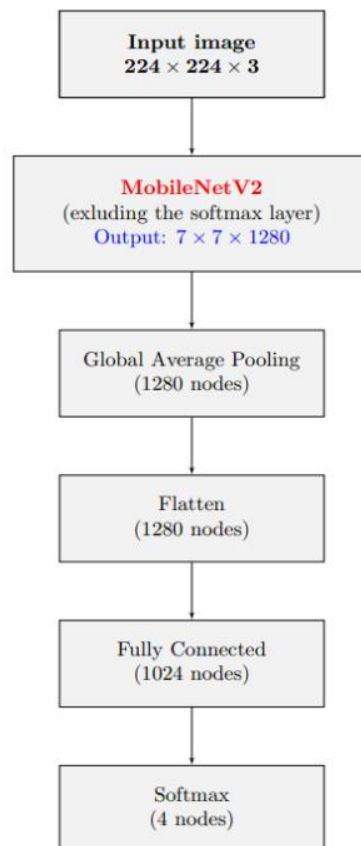 Input image
224 × 224 × 3
MobileNetV2
(exluding the softmax layer)
Output: 7 × 7 × 1280
Global Average Pooling
(1280 nodes)
Flatten
(1280 nodes)
Fully Connected
(1024 nodes)
Softmax
(4 nodes)